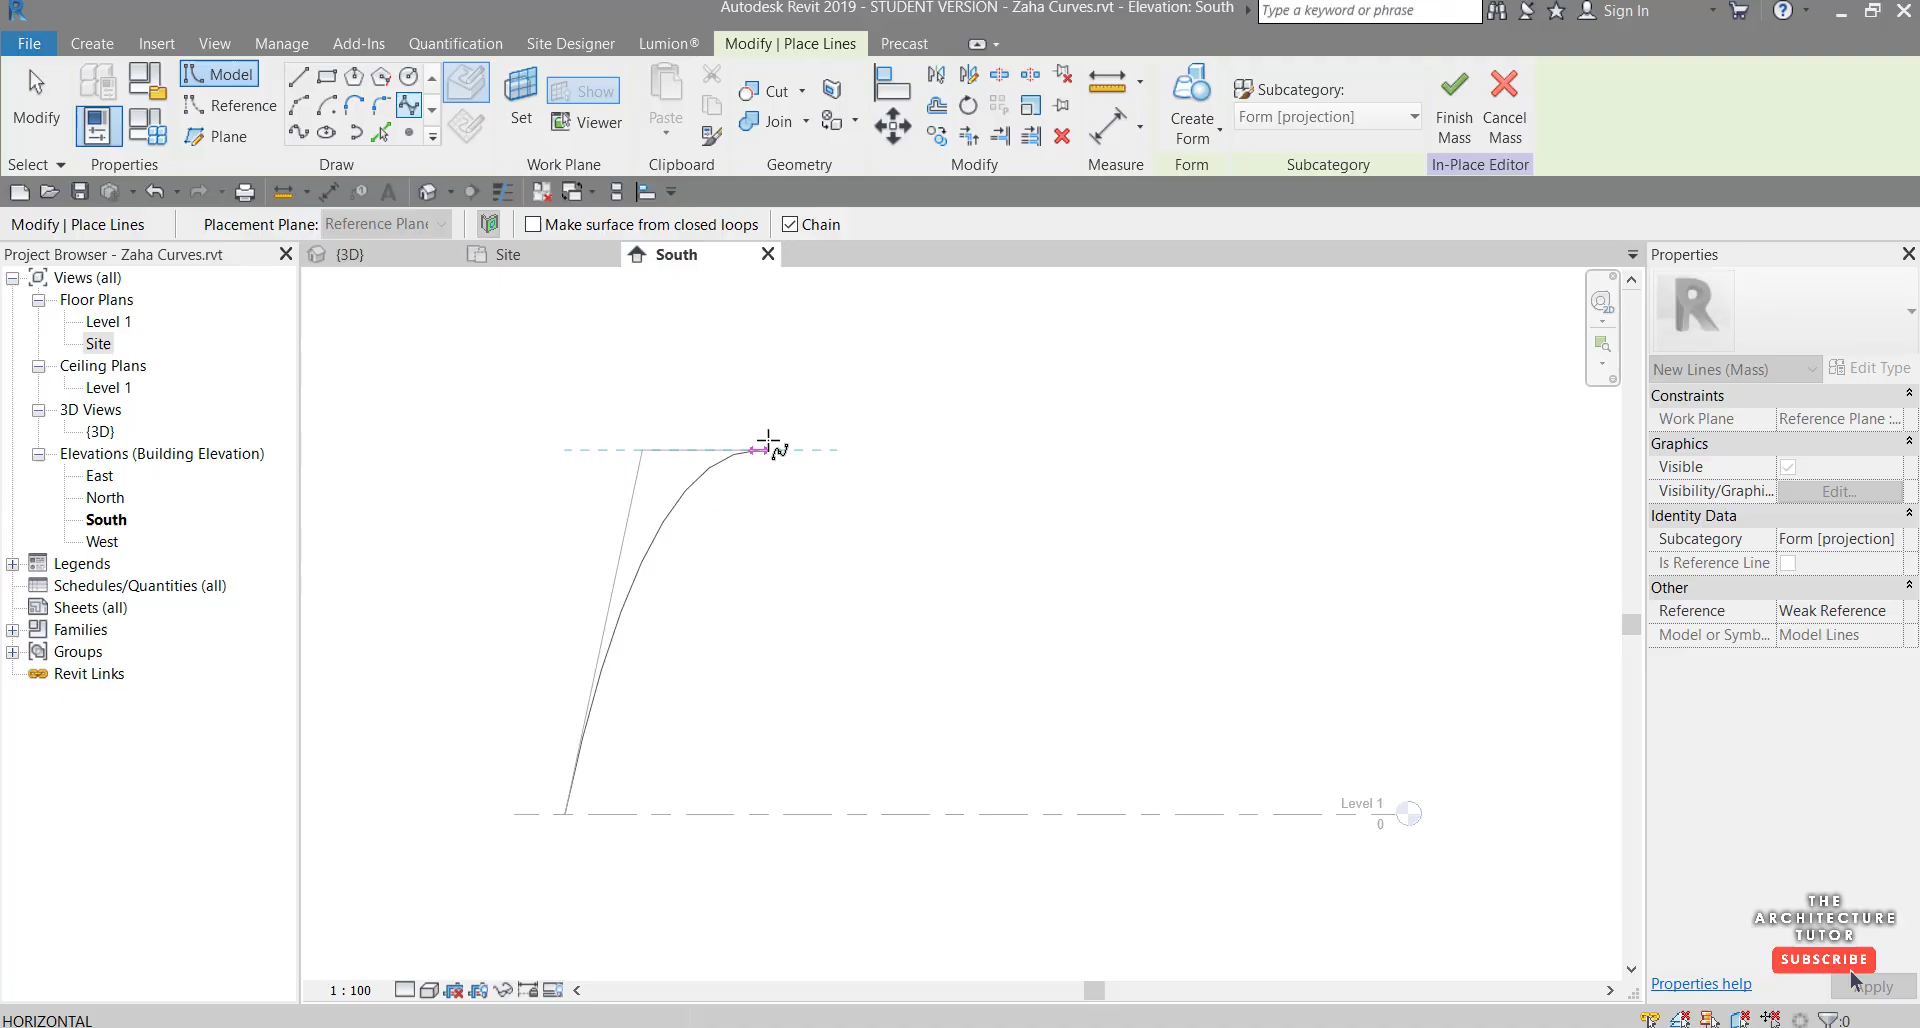 Autodesk Revit 2019 - STUDENT VERSION - Zaha Curves.rvt - Elevation: South
Type a keyword or phrase
Sign In
File Create Insert View Manage Add-Ins Quantification Site Designer Lumion® Modify | Place Lines Precast
Modify
Select
Properties
Model
Reference
Plane
Draw
Set
Show
Viewer
Work Plane
Paste
Clipboard
Cut
Join
Geometry
Modify
Measure
Create
Form
Form
Subcategory:
Form [projection]
Subcategory
Finish
Mass
Cancel
Mass
In-Place Editor
Modify | Place Lines
Placement Plane:
Reference Plane
Make surface from closed loops
Chain
Project Browser - Zaha Curves.rvt
Views (all)
Floor Plans
Level 1
Site
Ceiling Plans
Level 1
3D Views
{3D}
Elevations (Building Elevation)
East
North
South
West
Legends
Schedules/Quantities (all)
Sheets (all)
Families
Groups
Revit Links
{3D}
Site
South
2D
Level 1
0
1 : 100
Properties
R
New Lines (Mass)
Edit Type
Constraints
Work Plane Reference Plane :...
Graphics
Visible
Visibility/Graphi... Edit...
Identity Data
Subcategory Form [projection]
Is Reference Line
Other
Reference Weak Reference
Model or Symb... Model Lines
THE
ARCHITECTURE
TUTOR
SUBSCRIBE
Properties help
Apply
HORIZONTAL
:0